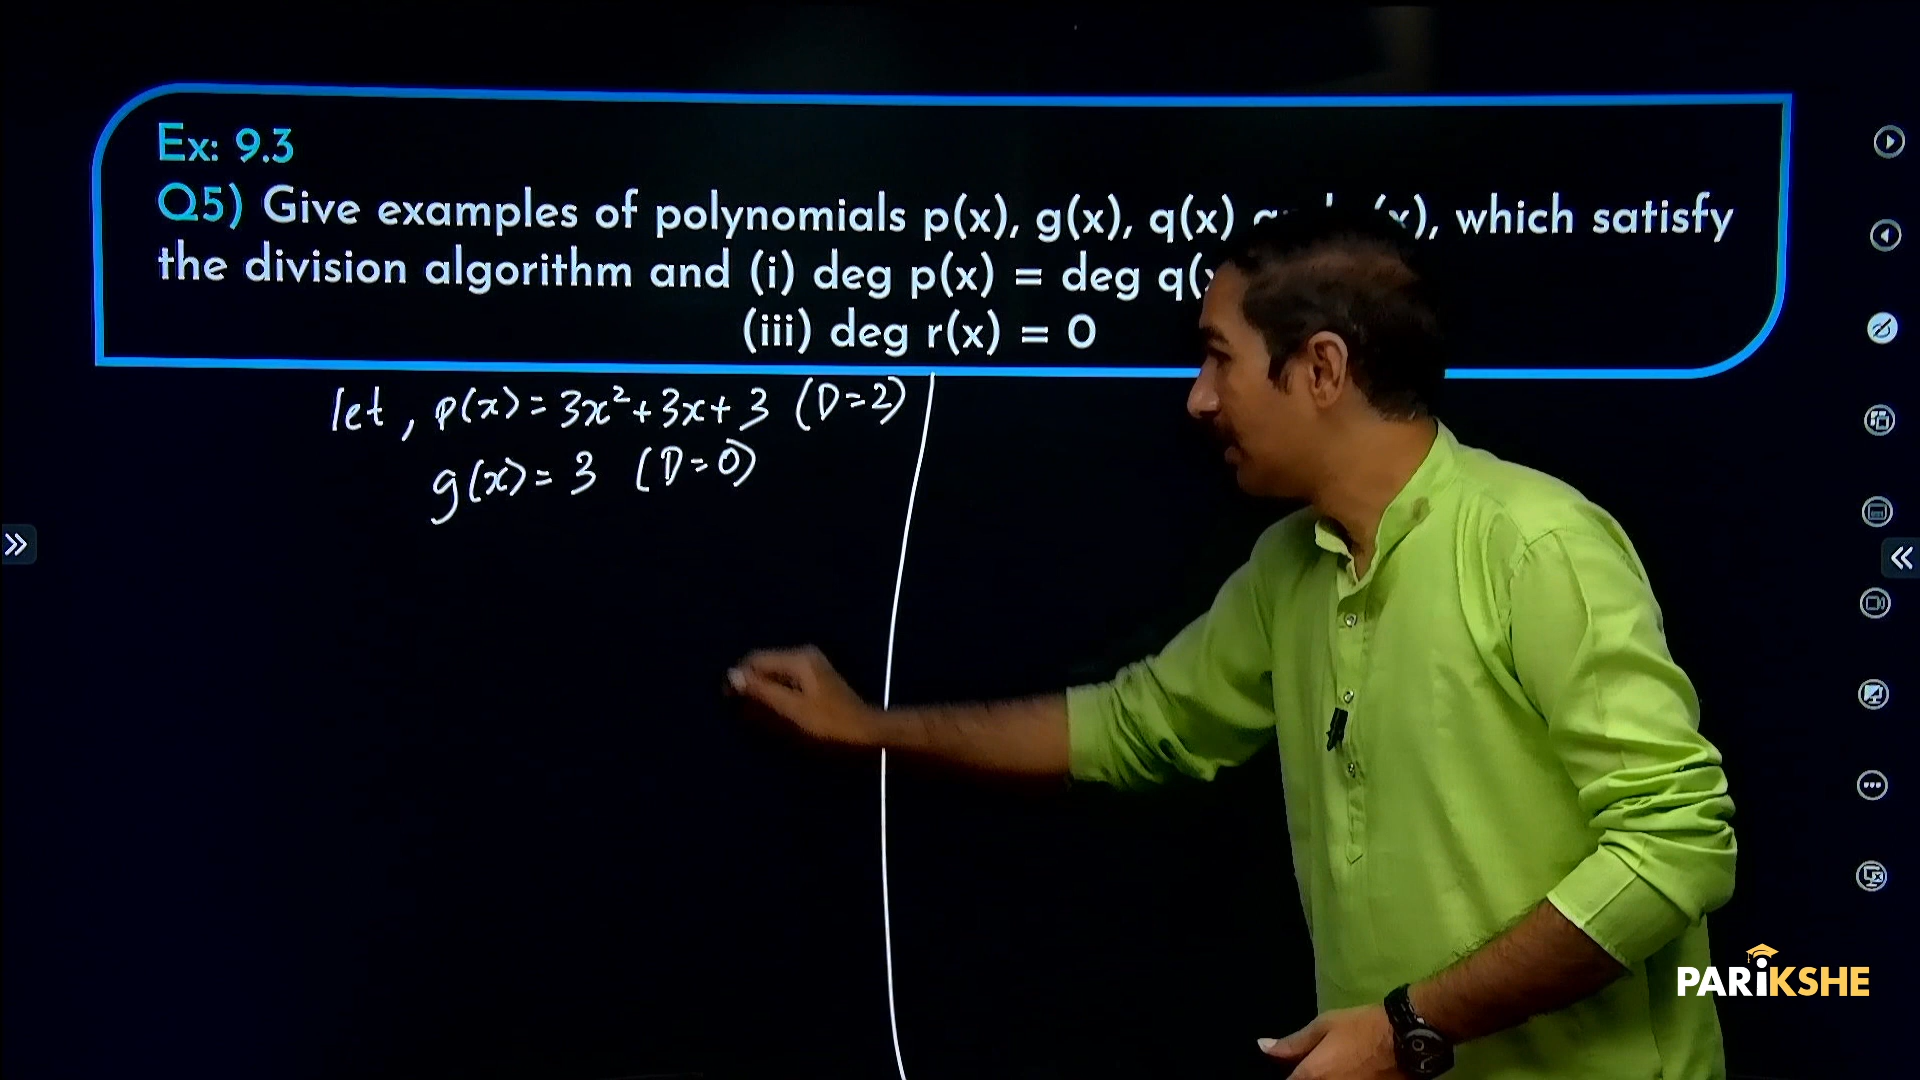 Ex: 9.3
Q5) Give examples of polynomials p(x), g(x), q(x) which satisfy
the division algorithm and (i) deg p(x) = deg
(iii) deg r(x) = 0
let, p(x) = 3x²+3x+3 (D=2)
g(x) = 3 (D=0)
PARiKSHE